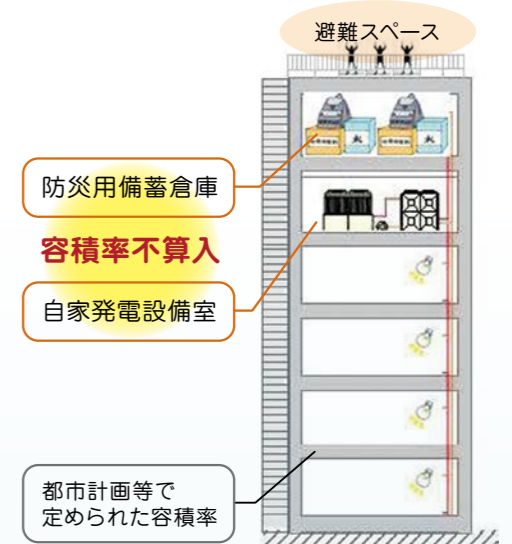 避難スペース
防災用備蓄倉庫
容積率不算入
自家発電設備室
都市計画等で
定められた容積率